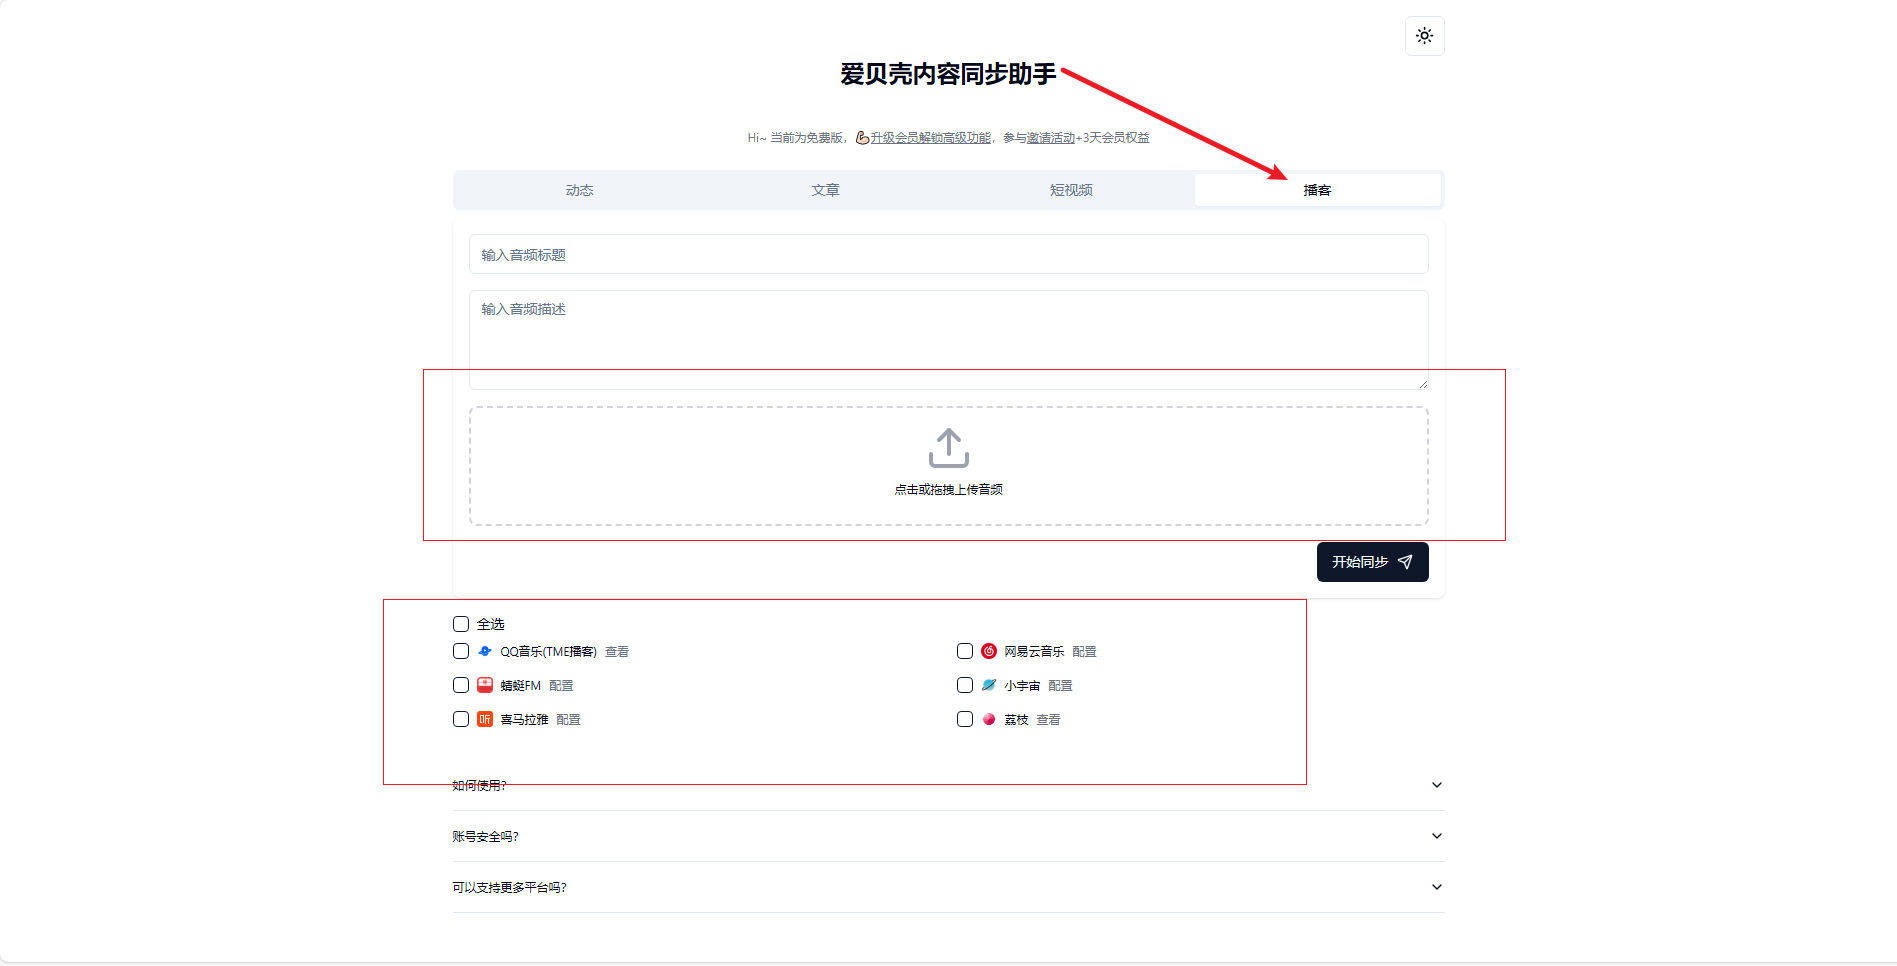 爱贝壳内容同步助手
Hi~ 当前为免费版，💪升级会员解锁高级功能，参与邀请活动+3天会员权益
动态 文章 短视频 播客
输入音频标题
输入音频描述
点击或拖拽上传音频
开始同步
全选
QQ音乐(TME播客) 查看 网易云音乐 配置
蜻蜓FM 配置 小宇宙 配置
听 喜马拉雅 配置 荔枝 查看
如何使用?
账号安全吗?
可以支持更多平台吗?